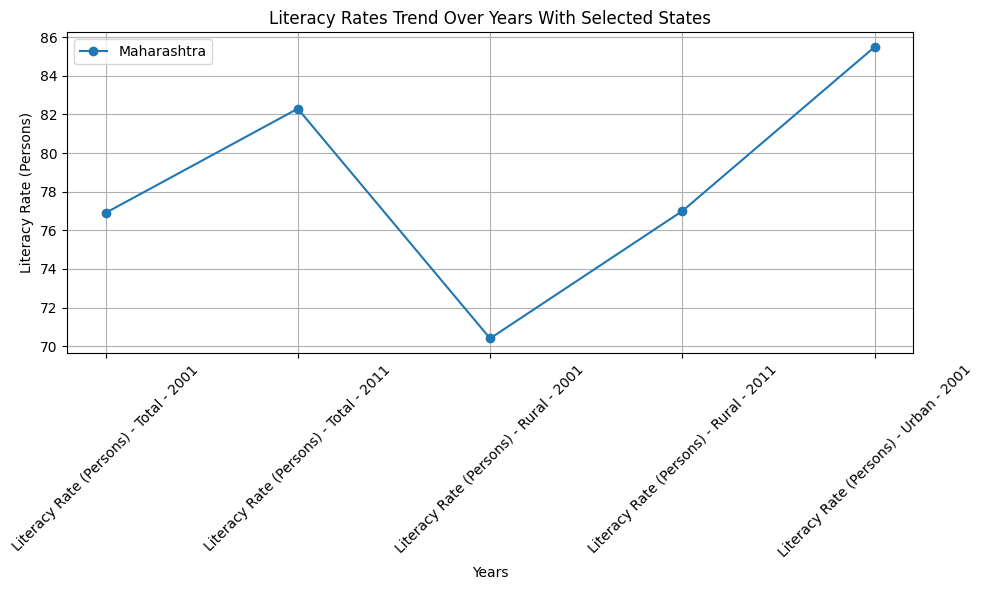 Literacy Rates Trend Over Years With Selected States
Maharashtra
Literacy Rate (Persons)
86
84
82
80
78
76
74
72
70
Literacy Rate (Persons) - Total - 2001
Literacy Rate (Persons) - Total - 2011
Literacy Rate (Persons) - Rural - 2001
Literacy Rate (Persons) - Rural - 2011
Literacy Rate (Persons) - Urban - 2001
Years